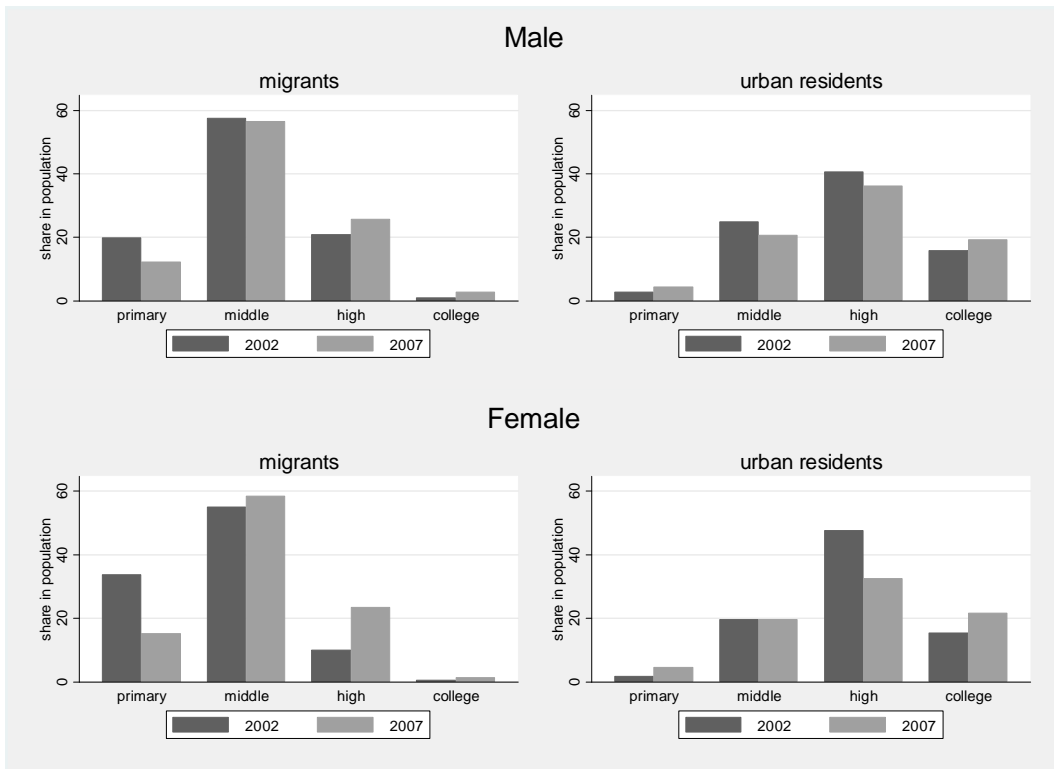 Male
migrants
urban residents
share in population
0 20 40 60
primary middle high college
2002 2007
share in population
0 20 40 60
primary middle high college
2002 2007
Female
migrants
urban residents
share in population
0 20 40 60
primary middle high college
2002 2007
share in population
0 20 40 60
primary middle high college
2002 2007